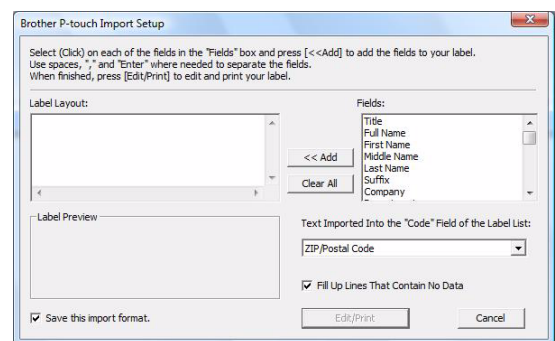 Brother P-touch Import Setup
Select (Click) on each of the fields in the "Fields" box and press [<<Add] to add the fields to your label.
Use spaces, "," and "Enter" where needed to separate the fields.
When finished, press [Edit/Print] to edit and print your label.
Label Layout:
Fields:
Title
Full Name
First Name
Middle Name
Last Name
Suffix
Company
<< Add
Clear All
Label Preview
Text Imported Into the "Code" Field of the Label List:
ZIP/Postal Code
Fill Up Lines That Contain No Data
Save this import format.
Edit/Print
Cancel